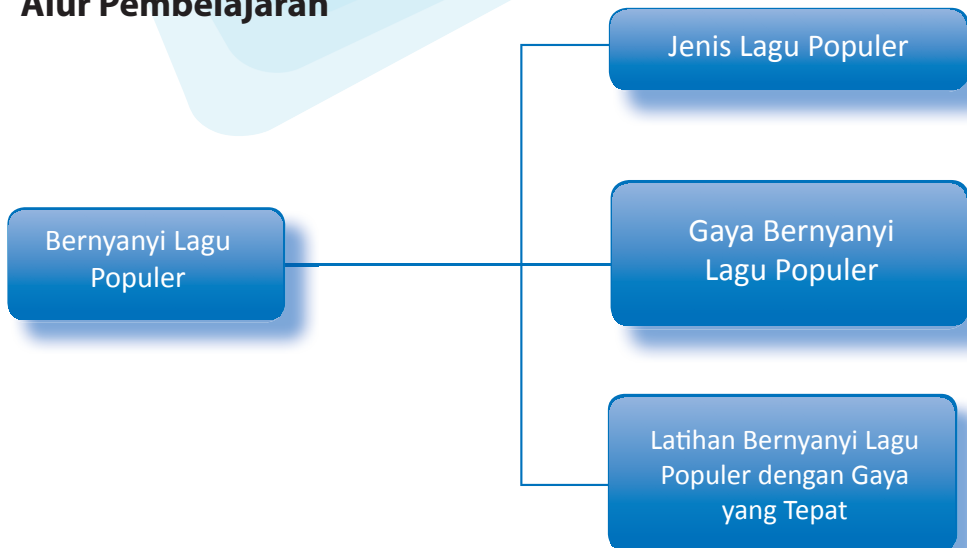 Alur Pembelajaran
Jenis Lagu Populer
Bernyanyi Lagu
Populer
Gaya Bernyanyi
Lagu Populer
Latihan Bernyanyi Lagu
Populer dengan Gaya
yang Tepat